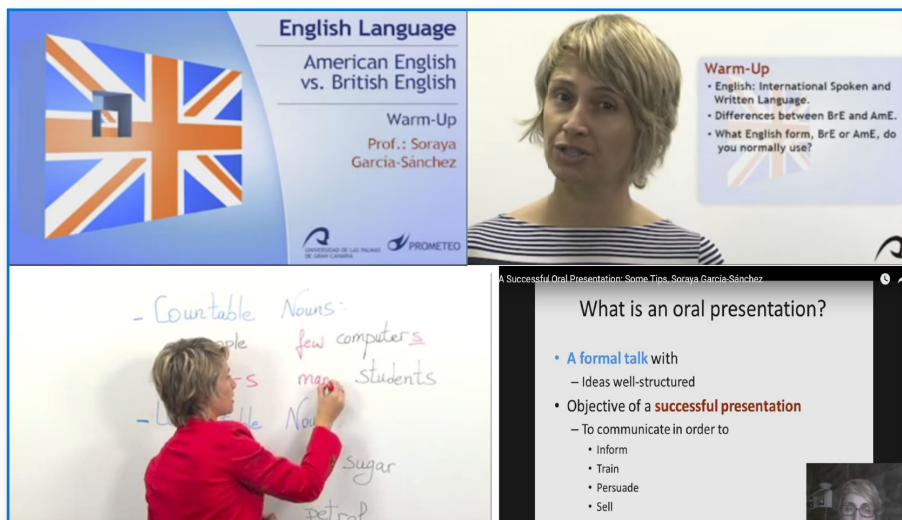 English Language
American English
vs. British English
Warm-Up
Prof.: Soraya
García-Sánchez
UNIVERSIDAD DE LAS PALMAS
DE GRAN CANARIA
PROMETEO
Warm-Up
• English: International Spoken and
Written Language.
• Differences between BrE and AmE.
• What English form, BrE or AmE, do
you normally use?
- Countable Nouns:
few computers
students
sugar
petrol
A Successful Oral Presentation: Some Tips, Soraya García-Sánchez
What is an oral presentation?
• A formal talk with
– Ideas well-structured
• Objective of a successful presentation
– To communicate in order to
• Inform
• Train
• Persuade
• Sell